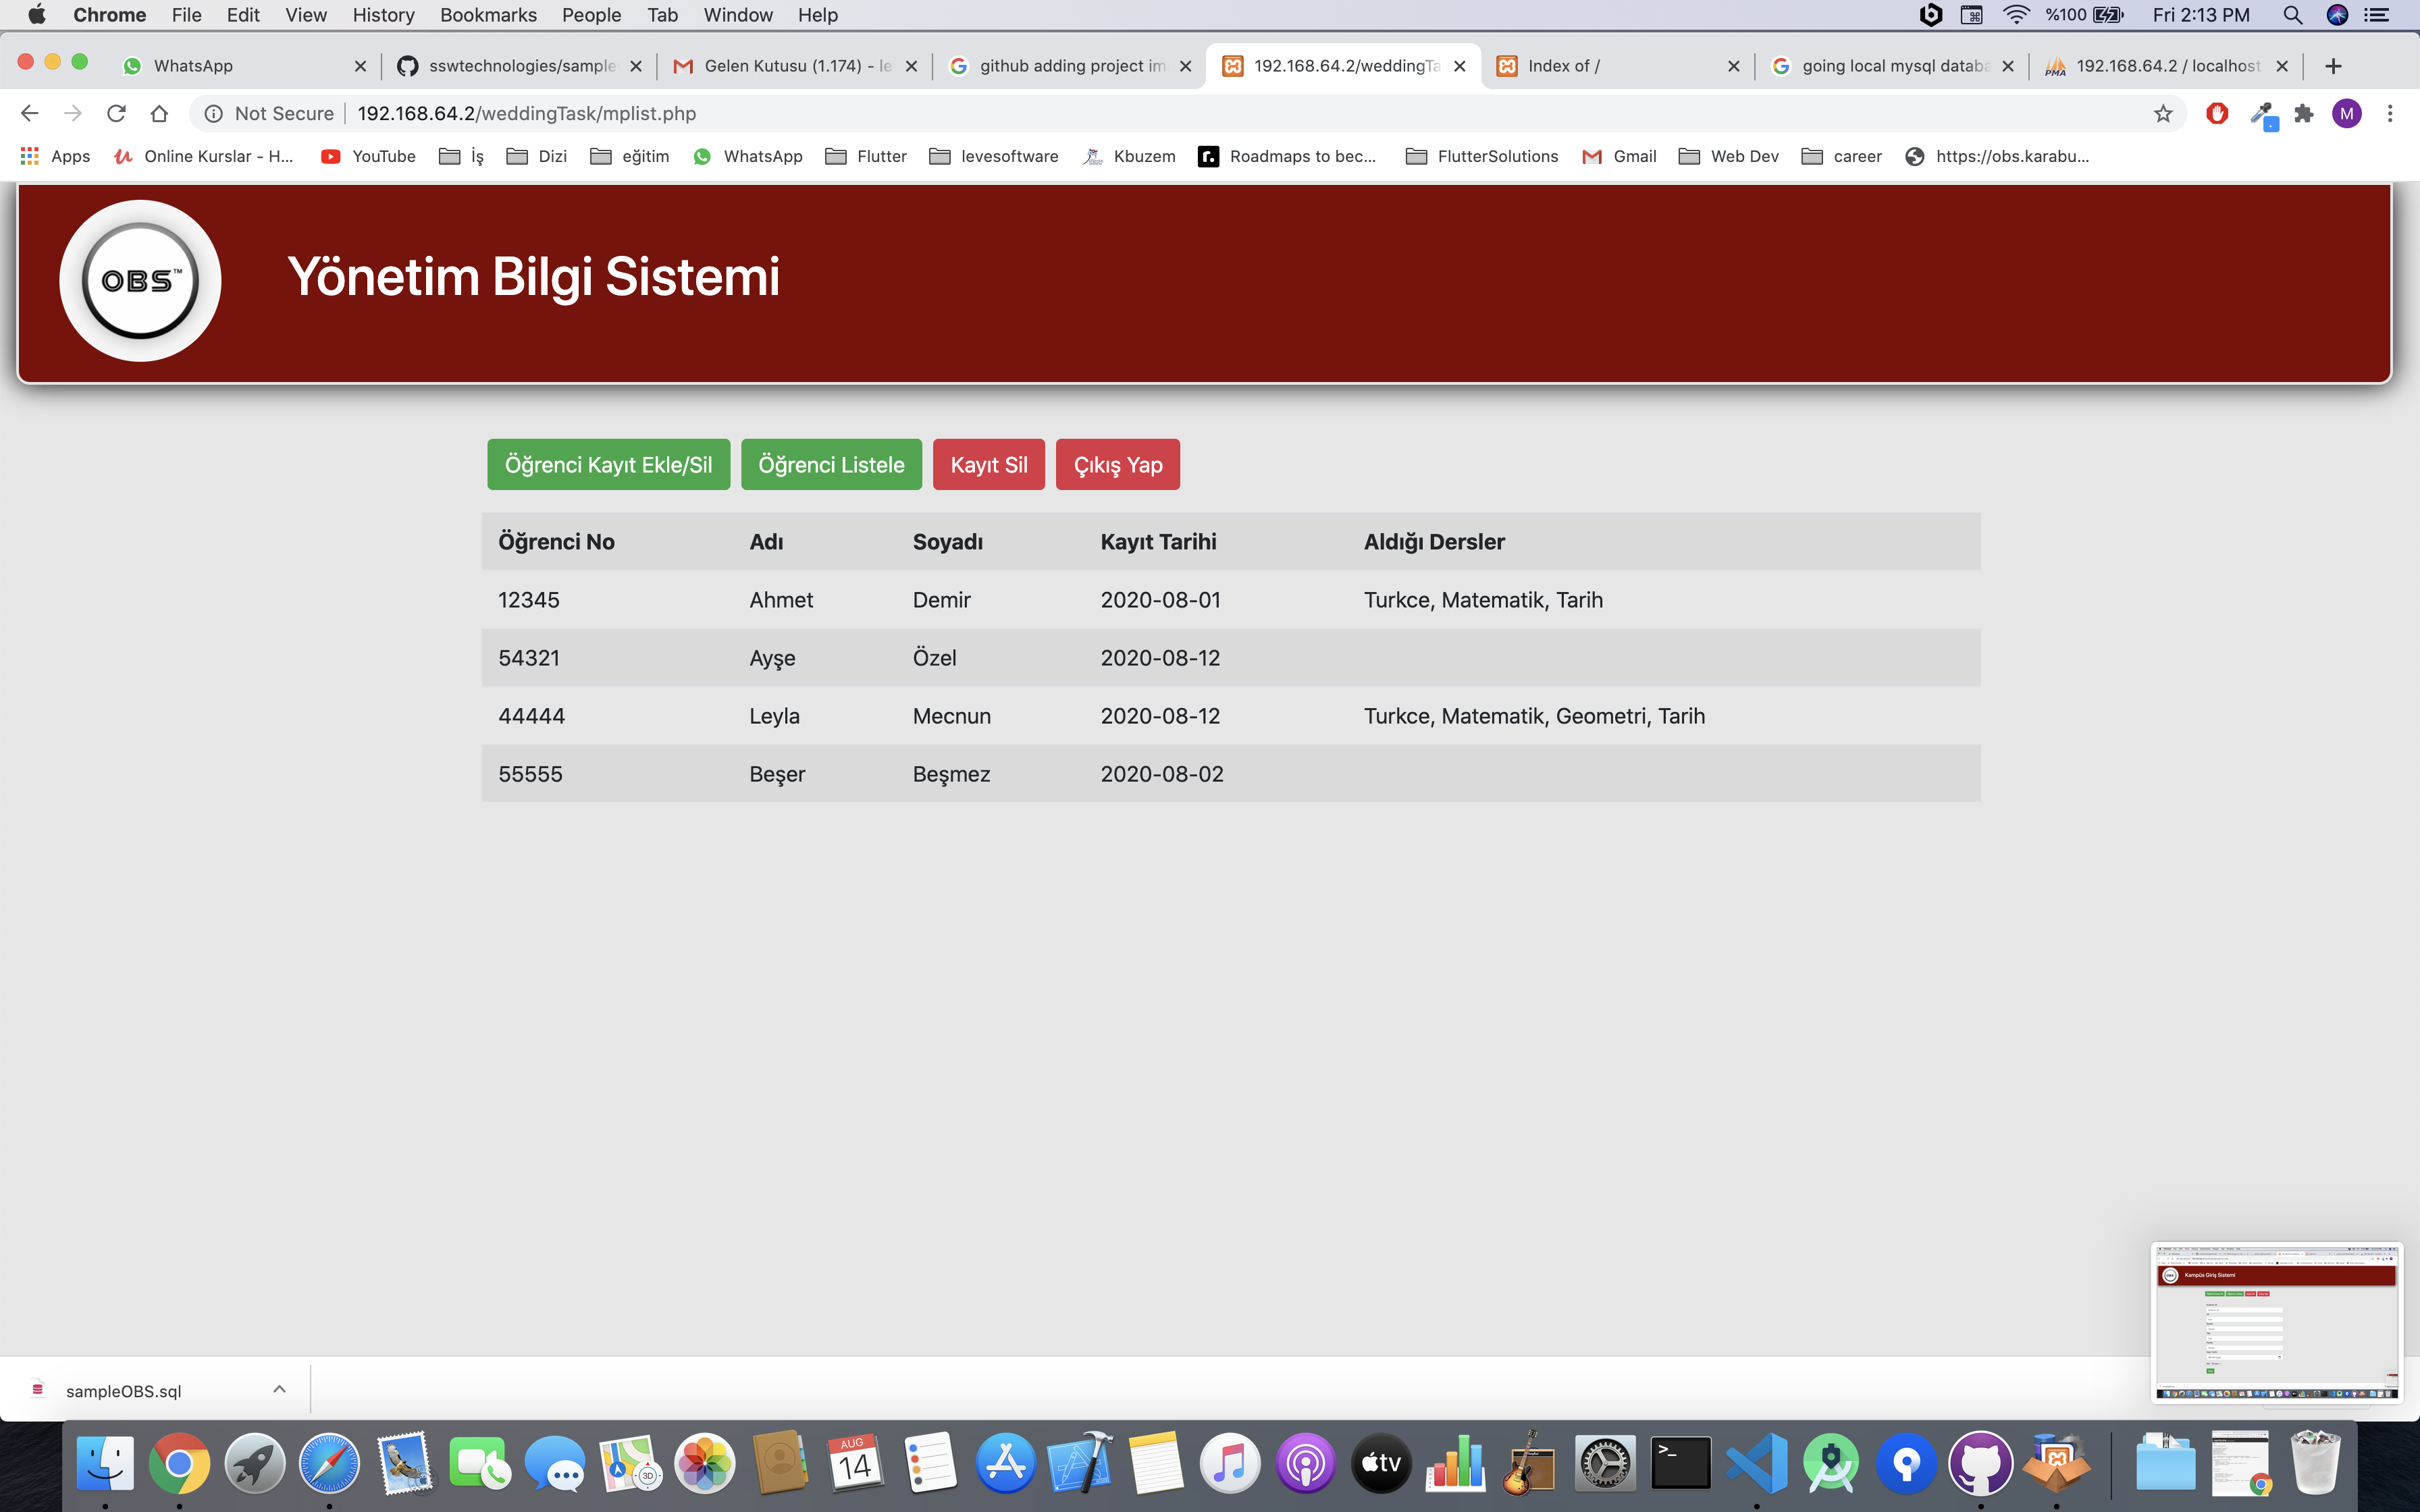 Chrome File Edit View History Bookmarks People Tab Window Help %100 Fri 2:13 PM
WhatsApp sswtechnologies/sample Gelen Kutusu (1.174) - le github adding project im 192.168.64.2/weddingTa Index of / going local mysql databa PMA 192.168.64.2 / localhost
Not Secure 192.168.64.2/weddingTask/mplist.php M
Apps Online Kurslar - H... YouTube İş Dizi eğitim WhatsApp Flutter levesoftware Kbuzem r. Roadmaps to bec... FlutterSolutions Gmail Web Dev career https://obs.karabu...
OBS™ Yönetim Bilgi Sistemi
Öğrenci Kayıt Ekle/Sil Öğrenci Listele Kayıt Sil Çıkış Yap
Öğrenci No Adı Soyadı Kayıt Tarihi Aldığı Dersler
12345 Ahmet Demir 2020-08-01 Turkce, Matematik, Tarih
54321 Ayşe Özel 2020-08-12
44444 Leyla Mecnun 2020-08-12 Turkce, Matematik, Geometri, Tarih
55555 Beşer Beşmez 2020-08-02
Kampüs Giriş Sistemi
sampleOBS.sql
AUG
14
3D
tv
>_